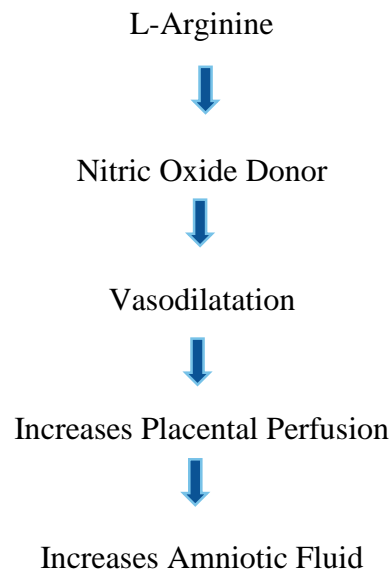 L-Arginine
Nitric Oxide Donor
Vasodilatation
Increases Placental Perfusion
Increases Amniotic Fluid